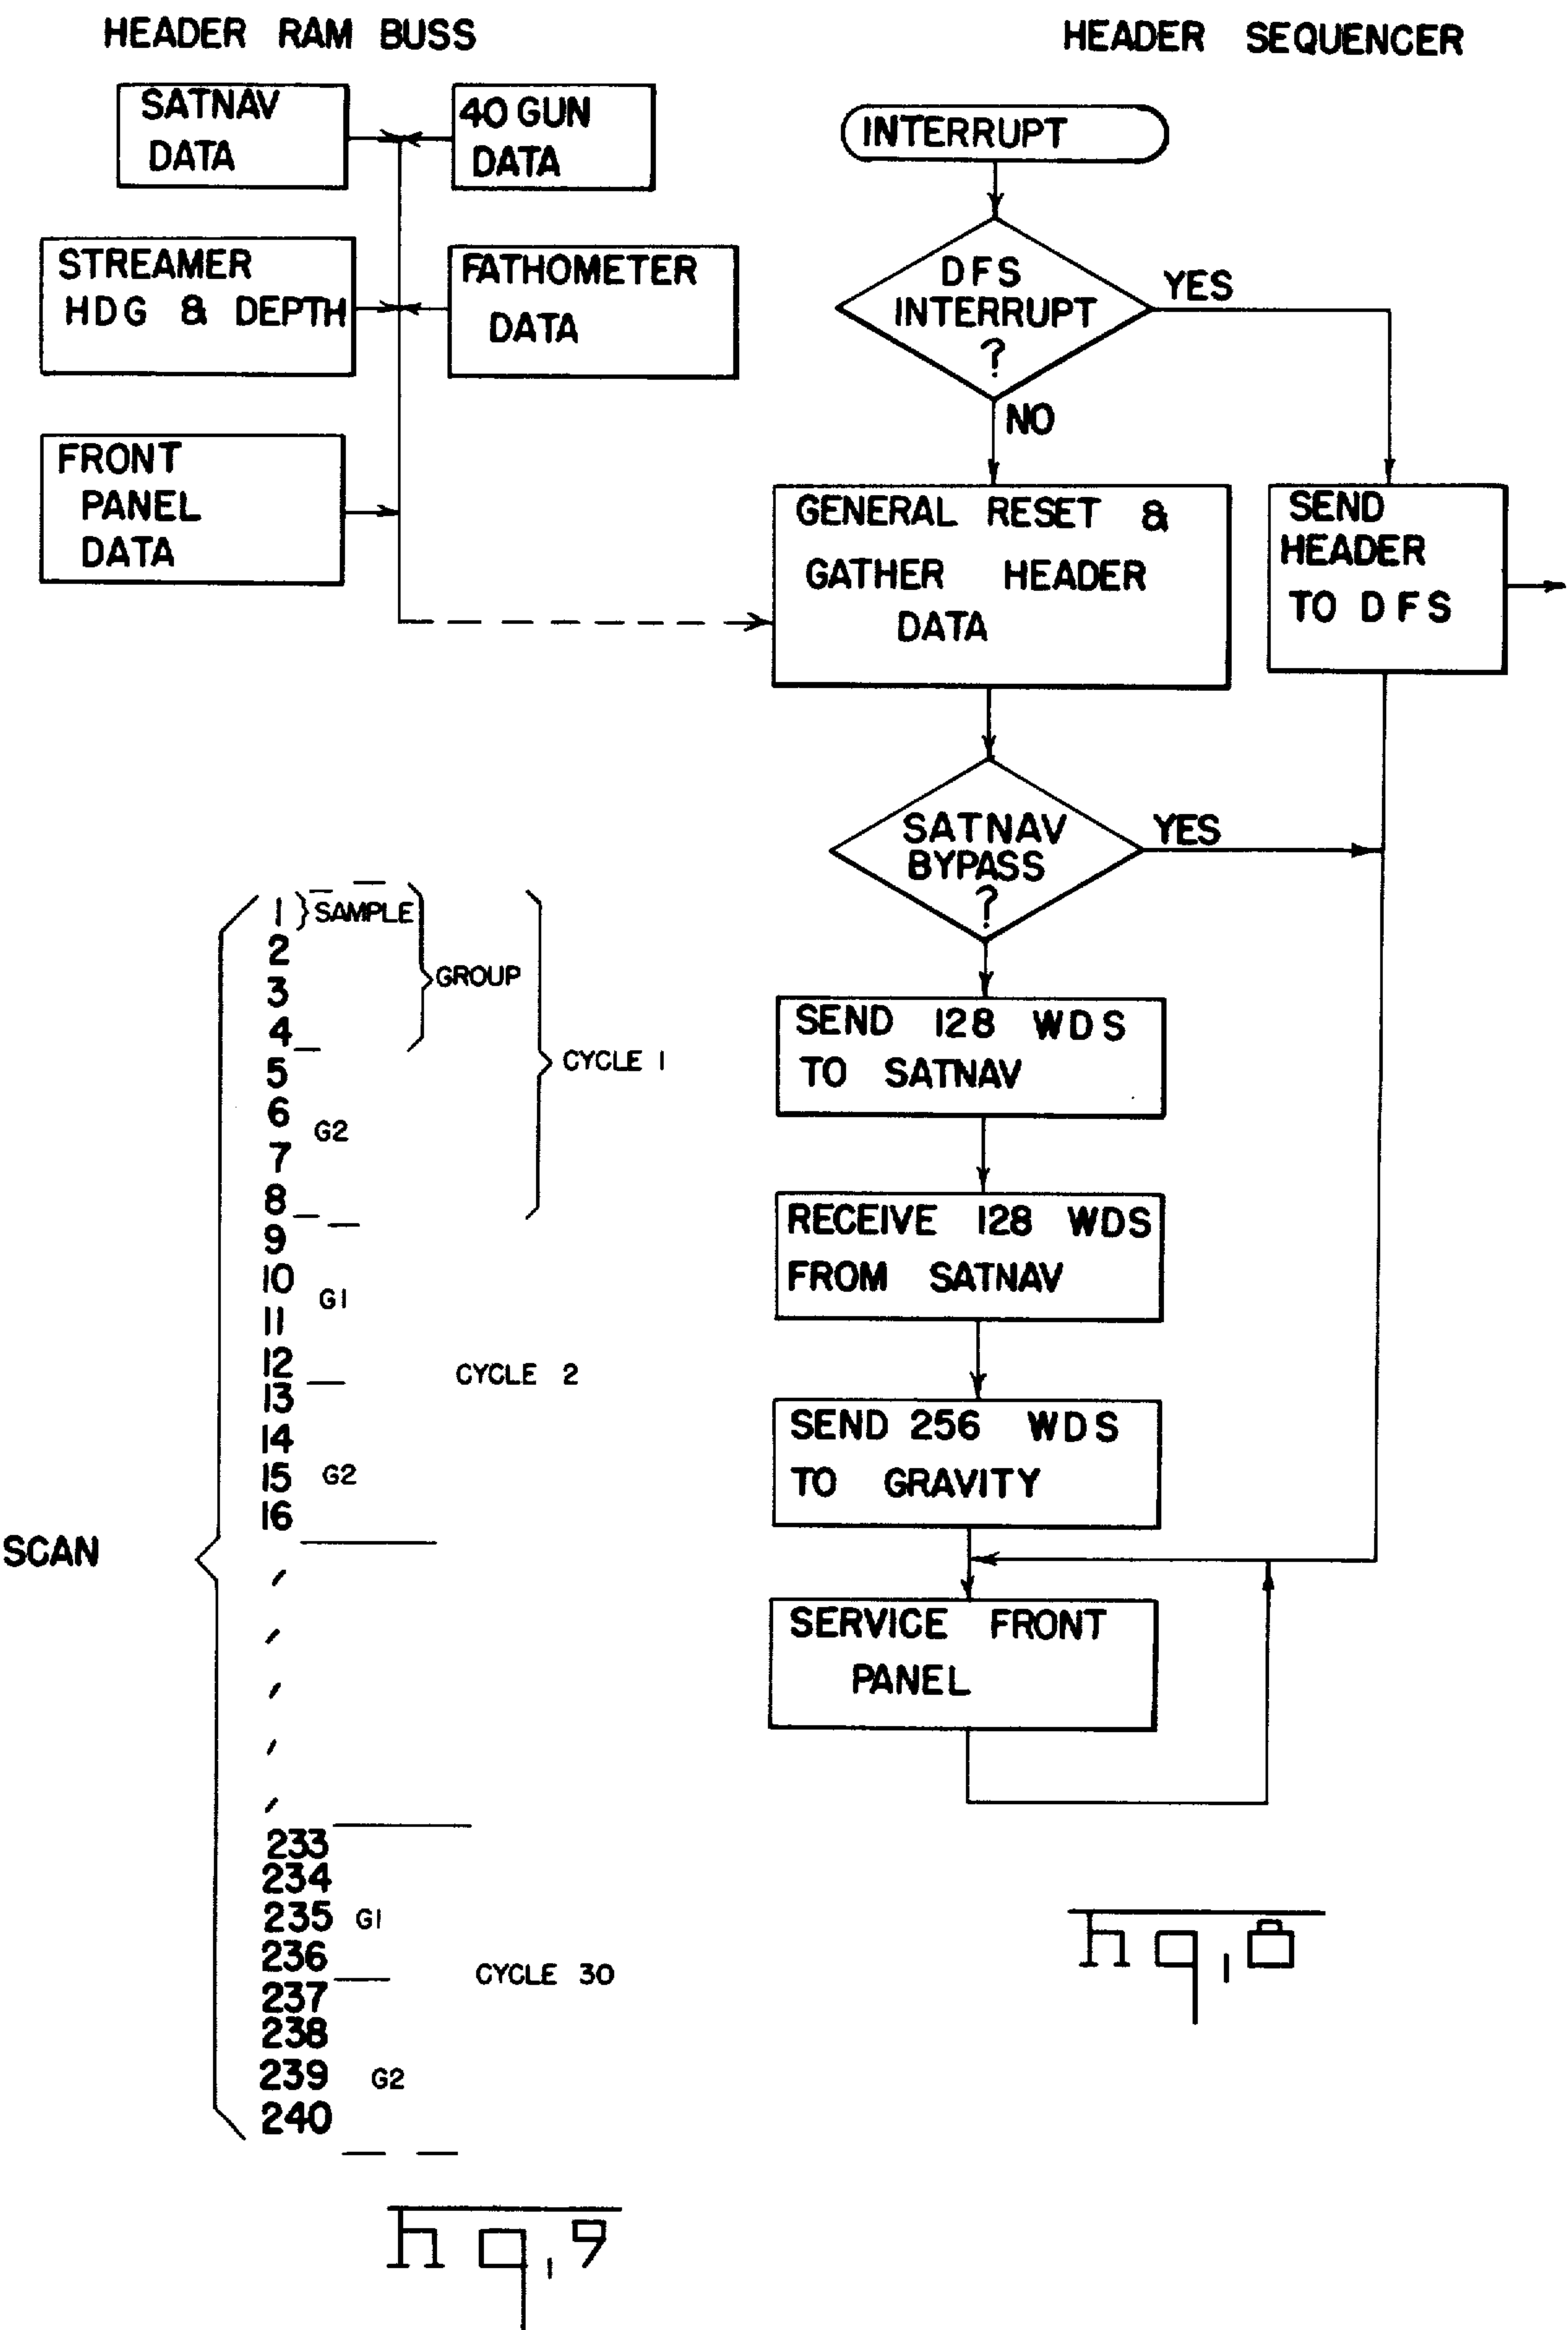 HEADER RAM BUSS
SATNAV
DATA
40 GUN
DATA
STREAMER
HDG & DEPTH
FATHOMETER
DATA
FRONT
PANEL
DATA
HEADER SEQUENCER
INTERRUPT
DFS
INTERRUPT
?
YES
NO
GENERAL RESET &
GATHER HEADER
DATA
SEND
HEADER
TO DFS
SATNAV
BYPASS
?
YES
SEND 128 WDS
TO SATNAV
RECEIVE 128 WDS
FROM SATNAV
SEND 256 WDS
TO GRAVITY
SERVICE FRONT
PANEL
Fig. 8
SCAN
1 } SAMPLE
2
3 GROUP
4
5 CYCLE 1
6 G2
7
8
9
10 G1
11
12 CYCLE 2
13
14
15 G2
16
233
234
235 G1
236 CYCLE 30
237
238
239 G2
240
Fig. 9